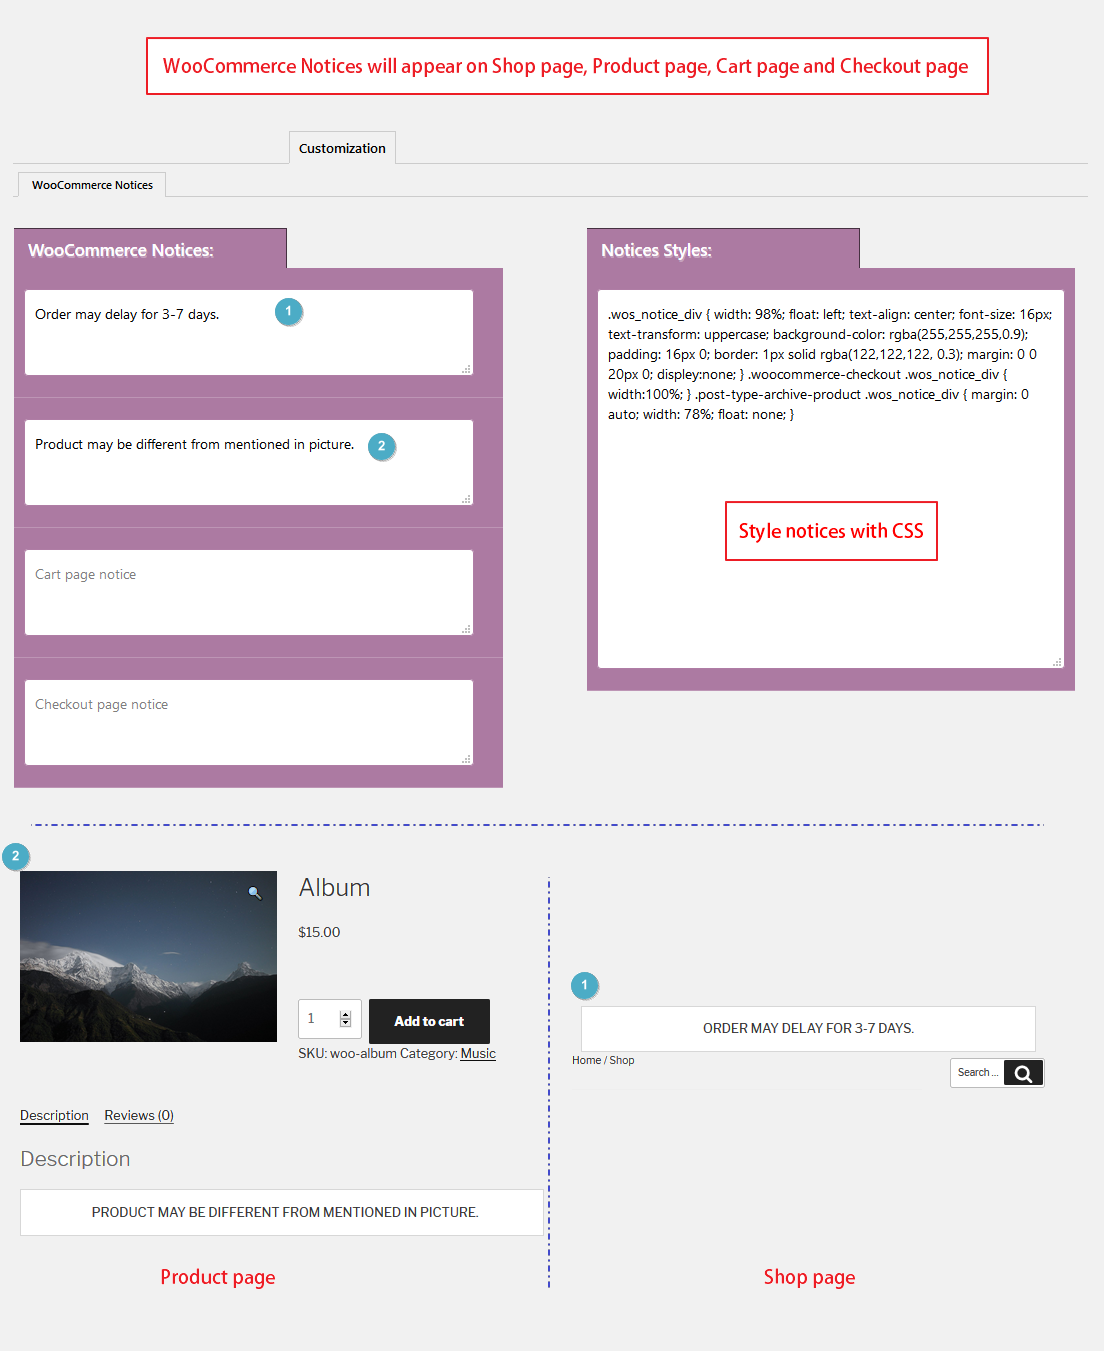 WooCommerce Notices will appear on Shop page, Product page, Cart page and Checkout page
Customization
WooCommerce Notices
WooCommerce Notices:
Order may delay for 3-7 days.
1
Product may be different from mentioned in picture.
2
Cart page notice
Checkout page notice
Notices Styles:
.wos_notice_div { width: 98%; float: left; text-align: center; font-size: 16px;
text-transform: uppercase; background-color: rgba(255,255,255,0.9);
padding: 16px 0; border: 1px solid rgba(122,122,122, 0.3); margin: 0 0
20px 0; displey:none; } .woocommerce-checkout .wos_notice_div {
width:100%; } .post-type-archive-product .wos_notice_div { margin: 0
auto; width: 78%; float: none; }
Style notices with CSS
2
Album
$15.00
1
Add to cart
SKU: woo-album Category: Music
Description
Reviews (0)
Description
PRODUCT MAY BE DIFFERENT FROM MENTIONED IN PICTURE.
Product page
1
ORDER MAY DELAY FOR 3-7 DAYS.
Home / Shop
Search ...
Shop page